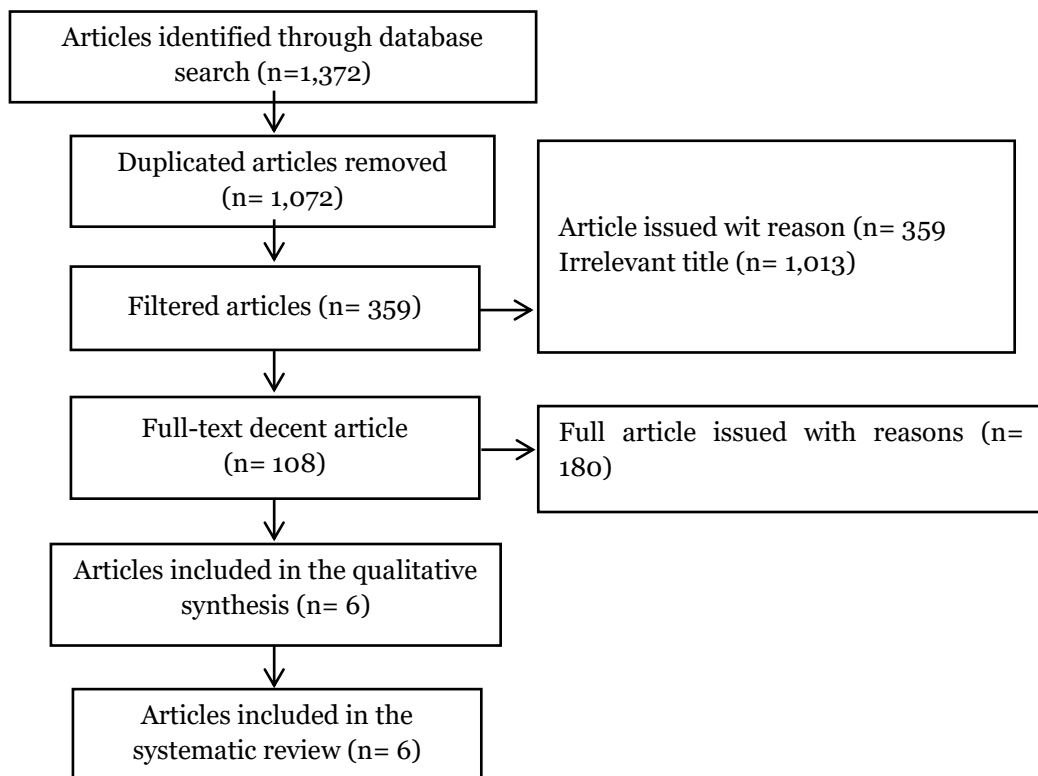 Articles identified through database
search (n=1,372)
Duplicated articles removed
(n= 1,072)
Article issued wit reason (n= 359
Irrelevant title (n= 1,013)
Filtered articles (n= 359)
Full-text decent article
(n= 108)
Full article issued with reasons (n=
180)
Articles included in the qualitative
synthesis (n= 6)
Articles included in the
systematic review (n= 6)